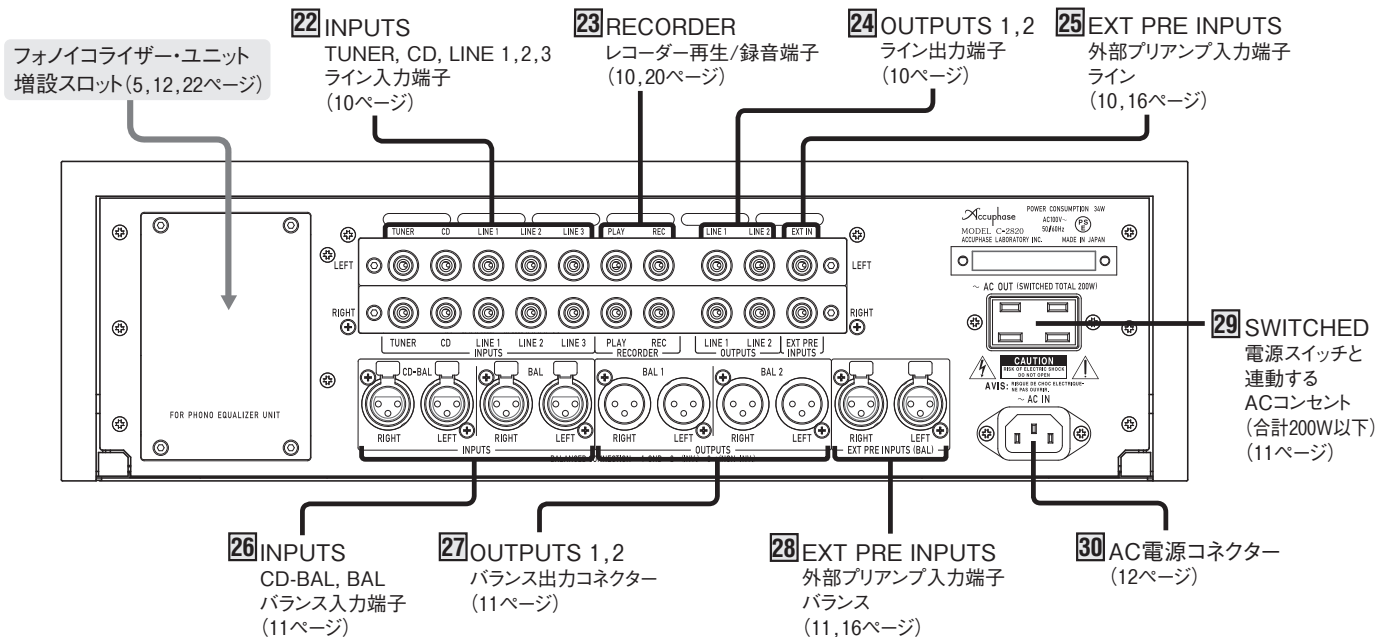 22 INPUTS
TUNER, CD, LINE 1,2,3
ライン入力端子
(10ページ)
23 RECORDER
レコーダー再生/録音端子
(10,20ページ)
24 OUTPUTS 1,2
ライン出力端子
(10ページ)
25 EXT PRE INPUTS
外部プリアンプ入力端子
ライン
(10,16ページ)
フォノイコライザー・ユニット
増設スロット(5,12,22ページ)
TUNER CD LINE 1 LINE 2 LINE 3 PLAY REC LINE 1 LINE 2 EXT IN
LEFT LEFT
RIGHT RIGHT
TUNER CD LINE 1 LINE 2 LINE 3 PLAY REC LINE 1 LINE 2 EXT PRE
INPUTS RECORDER OUTPUTS INPUTS
Accuphase
POWER CONSUMPTION 34W
AC100V~
50/60Hz
PS
E
MODEL C-2820
ACCUPHASE LABORATORY INC. MADE IN JAPAN
~ AC OUT (SWITCHED TOTAL 200W)
CAUTION
RISK OF ELECTRIC SHOCK
DO NOT OPEN
AVIS: RISQUE DE CHOC ELECTRIQUE-
NE PAS OUVRIR.
~ AC IN
FOR PHONO EQUALIZER UNIT
CD-BAL BAL BAL 1 BAL 2
RIGHT LEFT RIGHT LEFT RIGHT LEFT RIGHT LEFT RIGHT LEFT
INPUTS OUTPUTS EXT PRE INPUTS (BAL)
29 SWITCHED
電源スイッチと
連動する
ACコンセント
(合計200W以下)
(11ページ)
26 INPUTS
CD-BAL, BAL
バランス入力端子
(11ページ)
27 OUTPUTS 1,2
バランス出力コネクター
(11ページ)
28 EXT PRE INPUTS
外部プリアンプ入力端子
バランス
(11,16ページ)
30 AC電源コネクター
(12ページ)